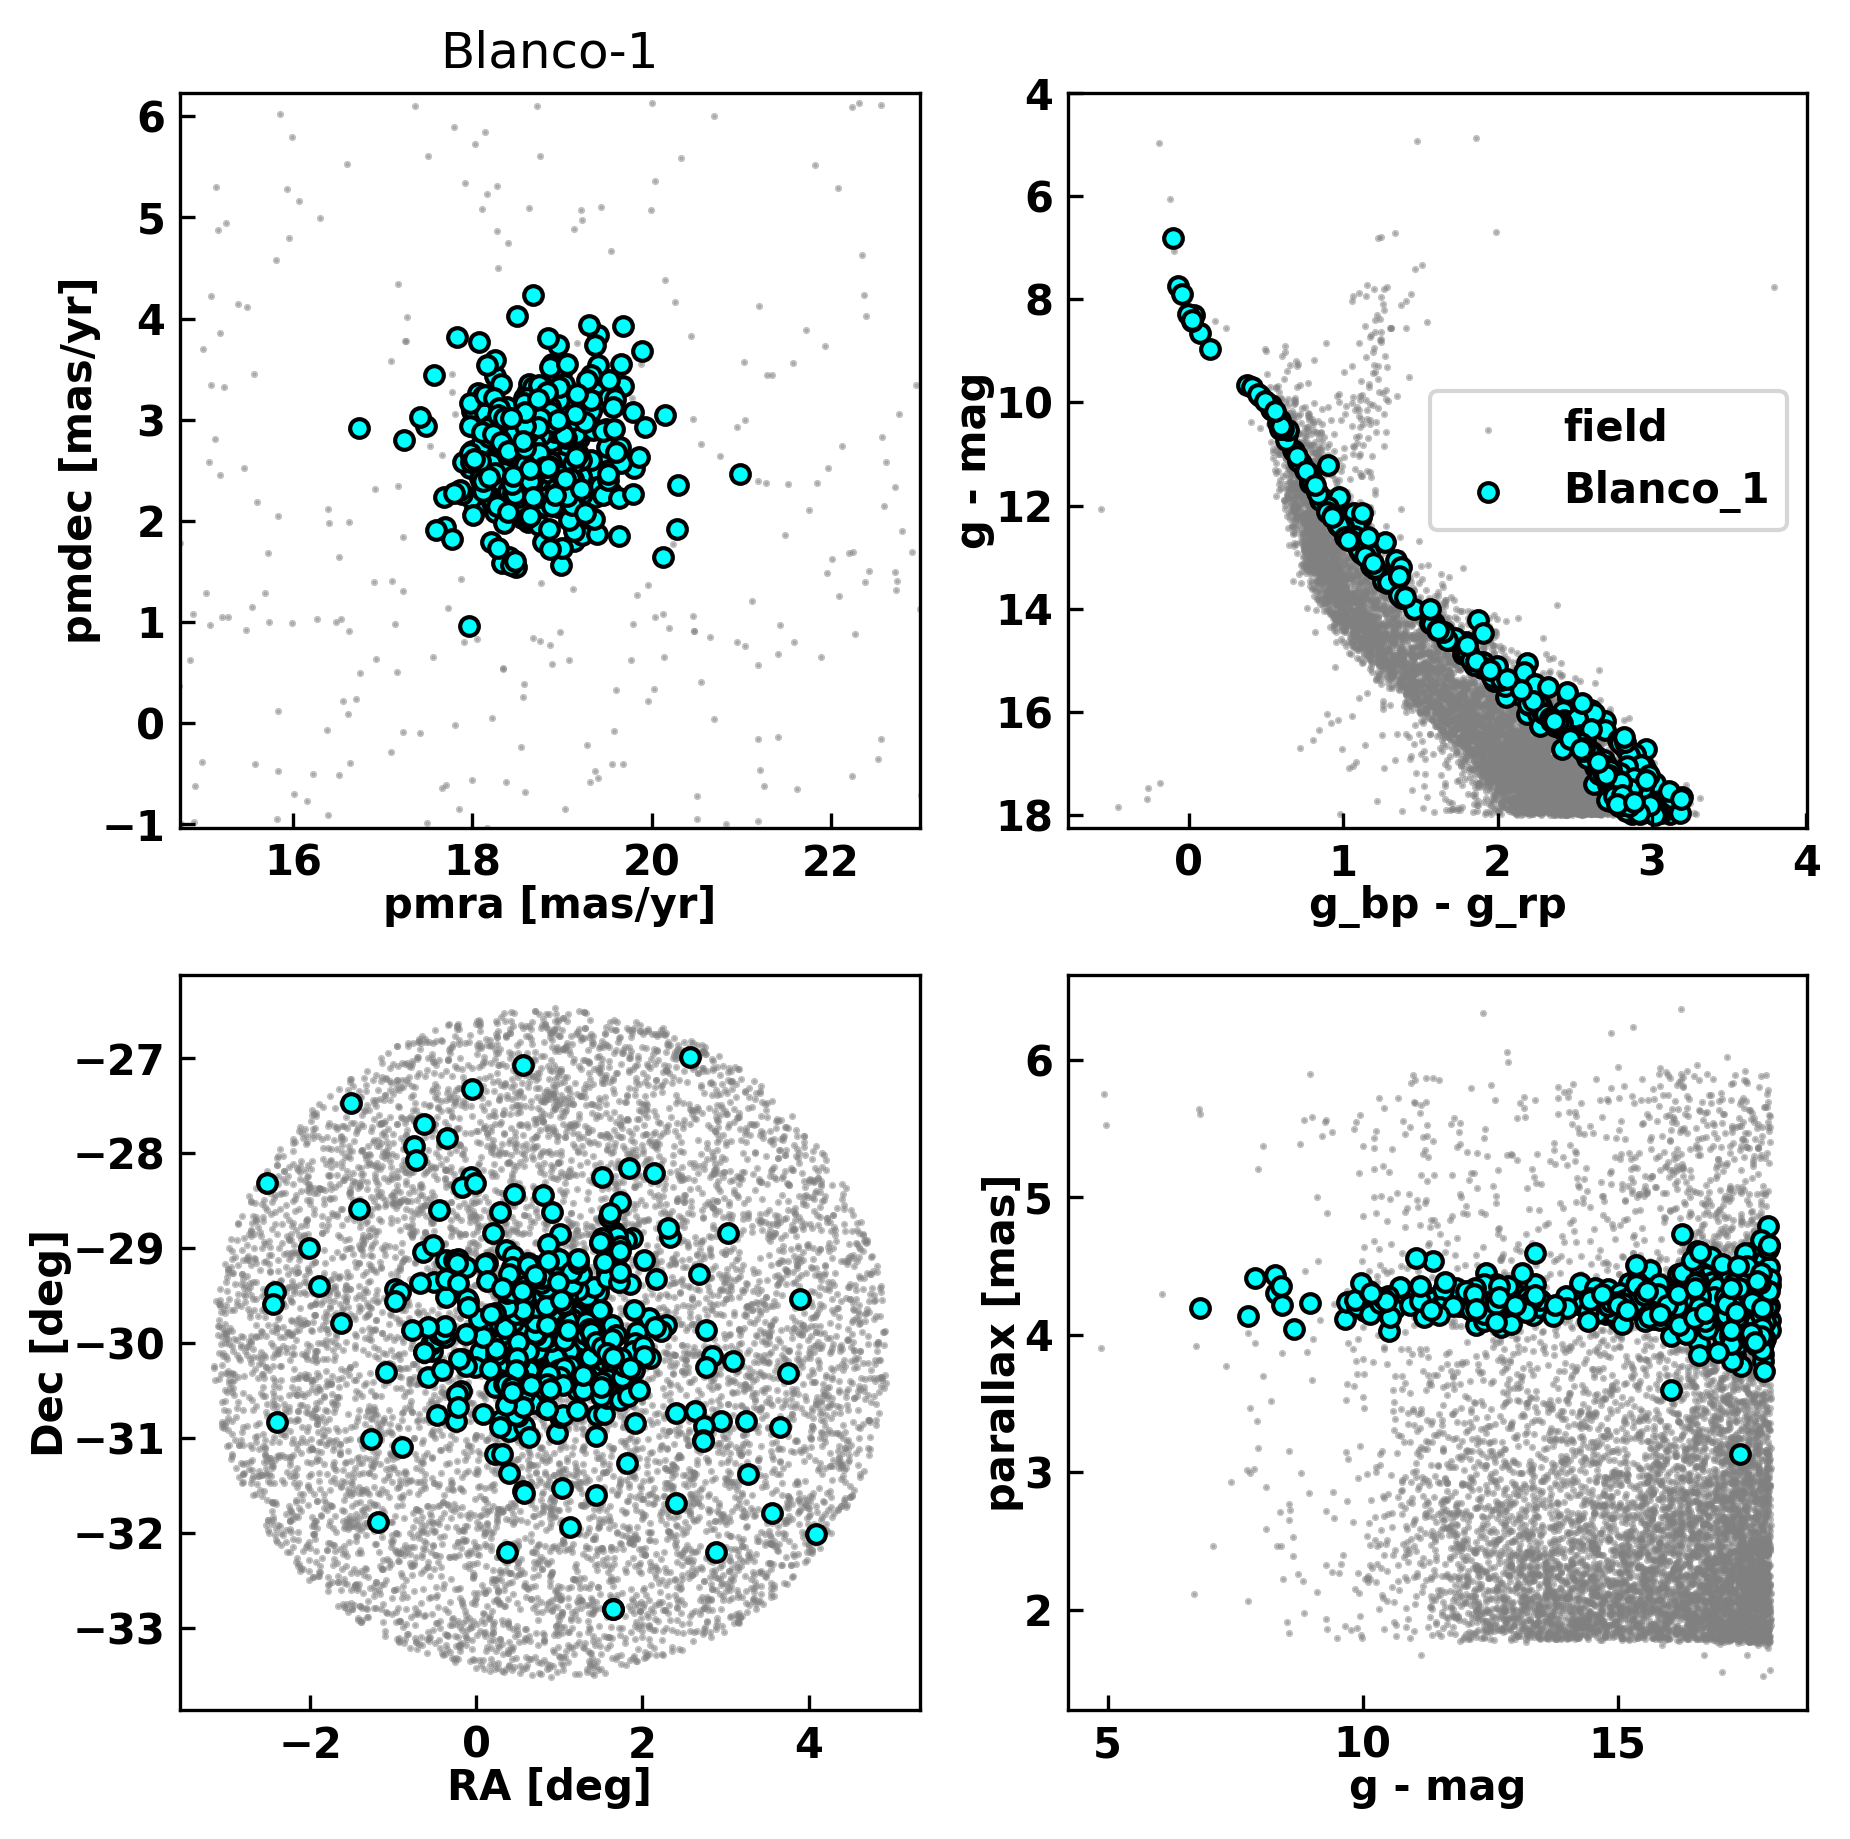 Blanco-1
6
5
4
3
2
1
0
−1
pmdec [mas/yr]
16 18 20 22
pmra [mas/yr]
4
6
8
10
12
14
16
18
g - mag
field
Blanco_1
0 1 2 3 4
g_bp - g_rp
−27
−28
−29
−30
−31
−32
−33
Dec [deg]
−2 0 2 4
RA [deg]
6
5
4
3
2
parallax [mas]
5 10 15
g - mag